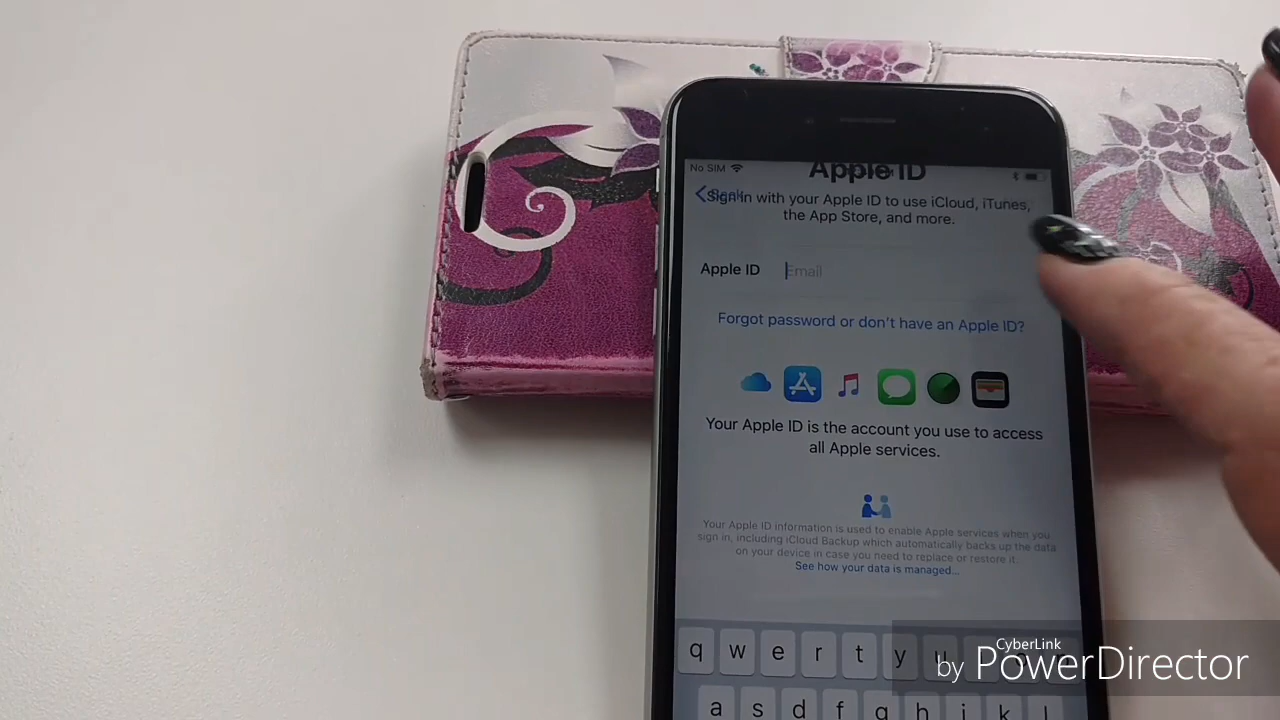 No SIM
Apple ID
Back
Sign in with your Apple ID to use iCloud, iTunes,
the App Store, and more.
Apple ID Email
Forgot password or don't have an Apple ID?
Your Apple ID is the account you use to access
all Apple services.
Your Apple ID information is used to enable Apple services when you
sign in, including iCloud Backup which automatically backs up the data
on your device in case you need to replace or restore it.
See how your data is managed...
q w e r t y u
a s d f g h j k l
CyberLink
by PowerDirector